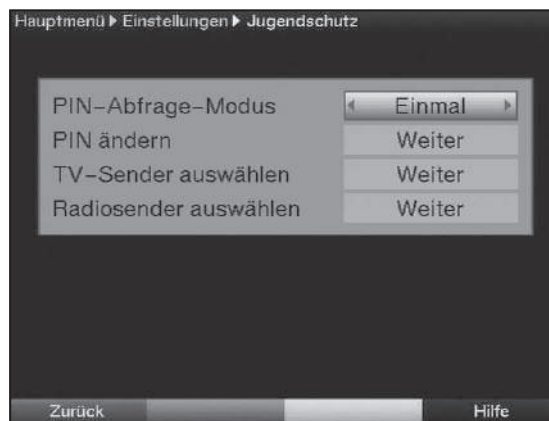 Hauptmenü ▶ Einstellungen ▶ Jugendschutz
PIN-Abfrage-Modus Einmal
PIN ändern Weiter
TV-Sender auswählen Weiter
Radiosender auswählen Weiter
Zurück Hilfe